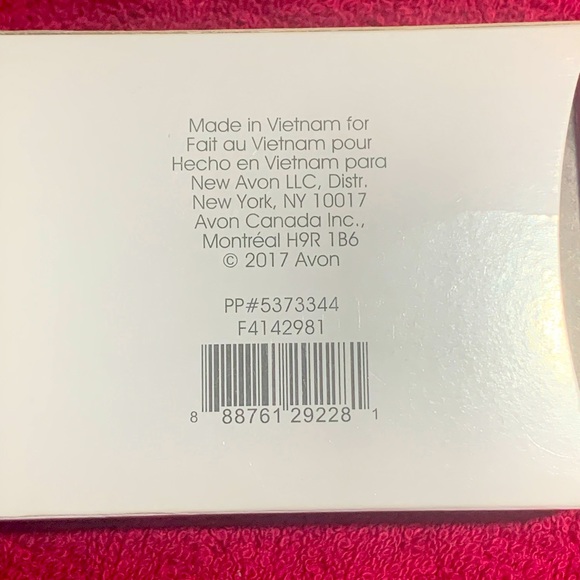 Made in Vietnam for
Fait au Vietnam pour
Hecho en Vietnam para
New Avon LLC, Distr.
New York, NY 10017
Avon Canada Inc.,
Montréal H9R 1B6
© 2017 Avon
PP#5373344
F4142981
8 88761 29228 1